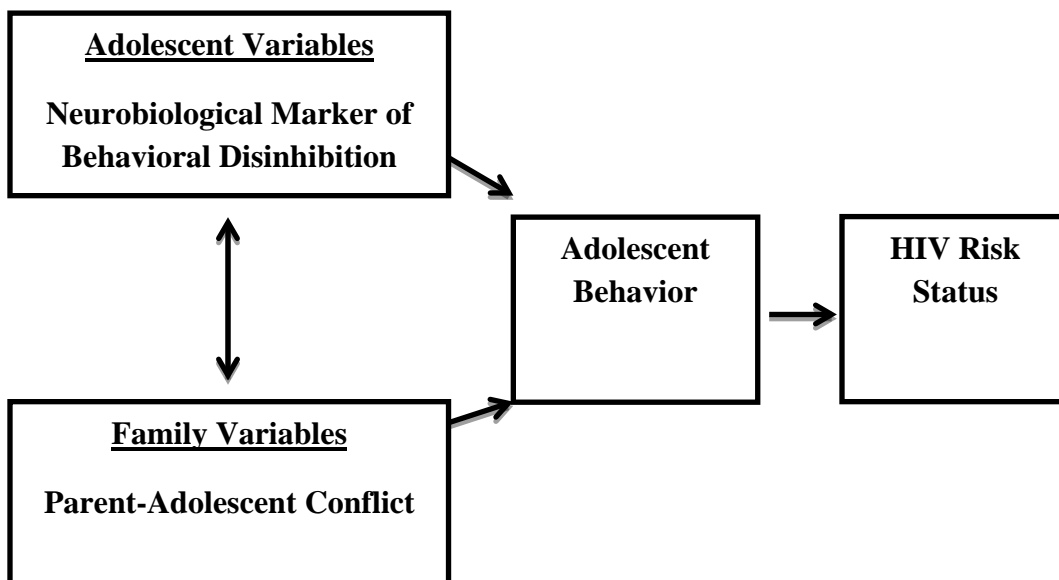 Adolescent Variables
Neurobiological Marker of
Behavioral Disinhibition
Adolescent
Behavior
HIV Risk
Status
Family Variables
Parent-Adolescent Conflict